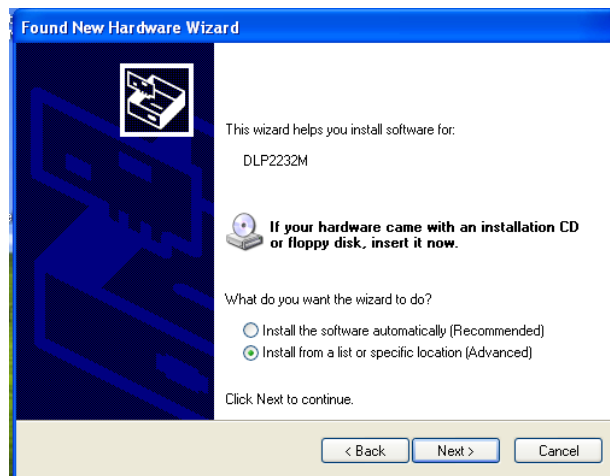 Found New Hardware Wizard
This wizard helps you install software for:
DLP2232M
If your hardware came with an installation CD
or floppy disk, insert it now.
What do you want the wizard to do?
Install the software automatically (Recommended)
Install from a list or specific location (Advanced)
Click Next to continue.
< Back
Next >
Cancel